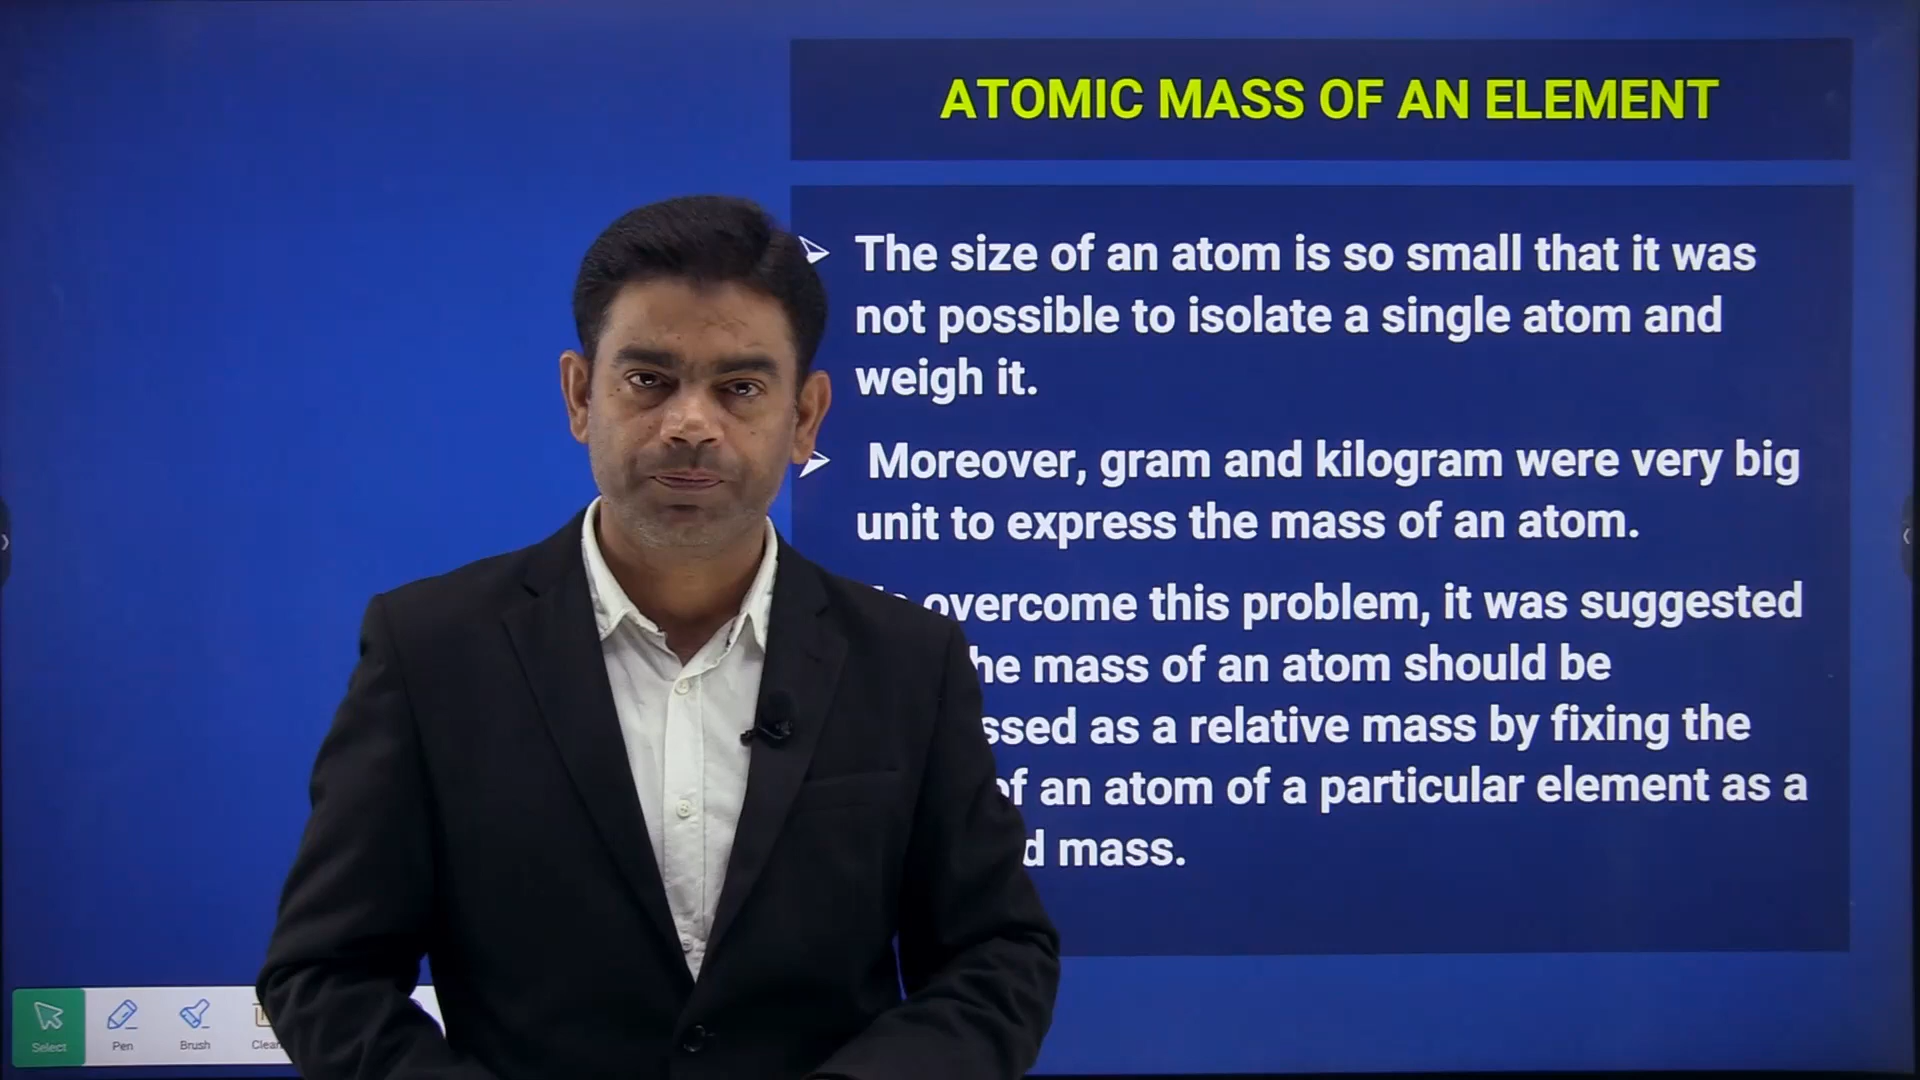 ATOMIC MASS OF AN ELEMENT
The size of an atom is so small that it was
not possible to isolate a single atom and
weigh it.
Moreover, gram and kilogram were very big
unit to express the mass of an atom.
overcome this problem, it was suggested
mass of an atom should be
as a relative mass by fixing the
of an atom of a particular element as a
mass.
Select
Pen
Brush
Clear